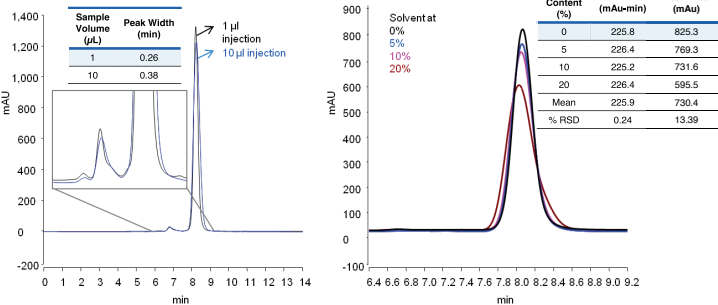 Sample
Volume
(µL)
Peak Width
(min)
1 0.26
10 0.38
1 µl
injection
10 µl injection
1,400
1,200
1,000
800
600
400
200
0
-200
mAU
0 1 2 3 4 5 6 7 8 9 10 11 12 13 14
min
Solvent at
0%
5%
10%
20%
Content
(%)
(mAu-min)
(mAu)
0 225.8 825.3
5 226.4 769.3
10 225.2 731.6
20 226.4 595.5
Mean 225.9 730.4
% RSD 0.24 13.39
900
800
700
600
500
400
300
200
100
0
-100
mAU
6.4 6.6 6.8 7.0 7.2 7.4 7.6 7.8 8.0 8.2 8.4 8.6 8.8 9.0 9.2
min